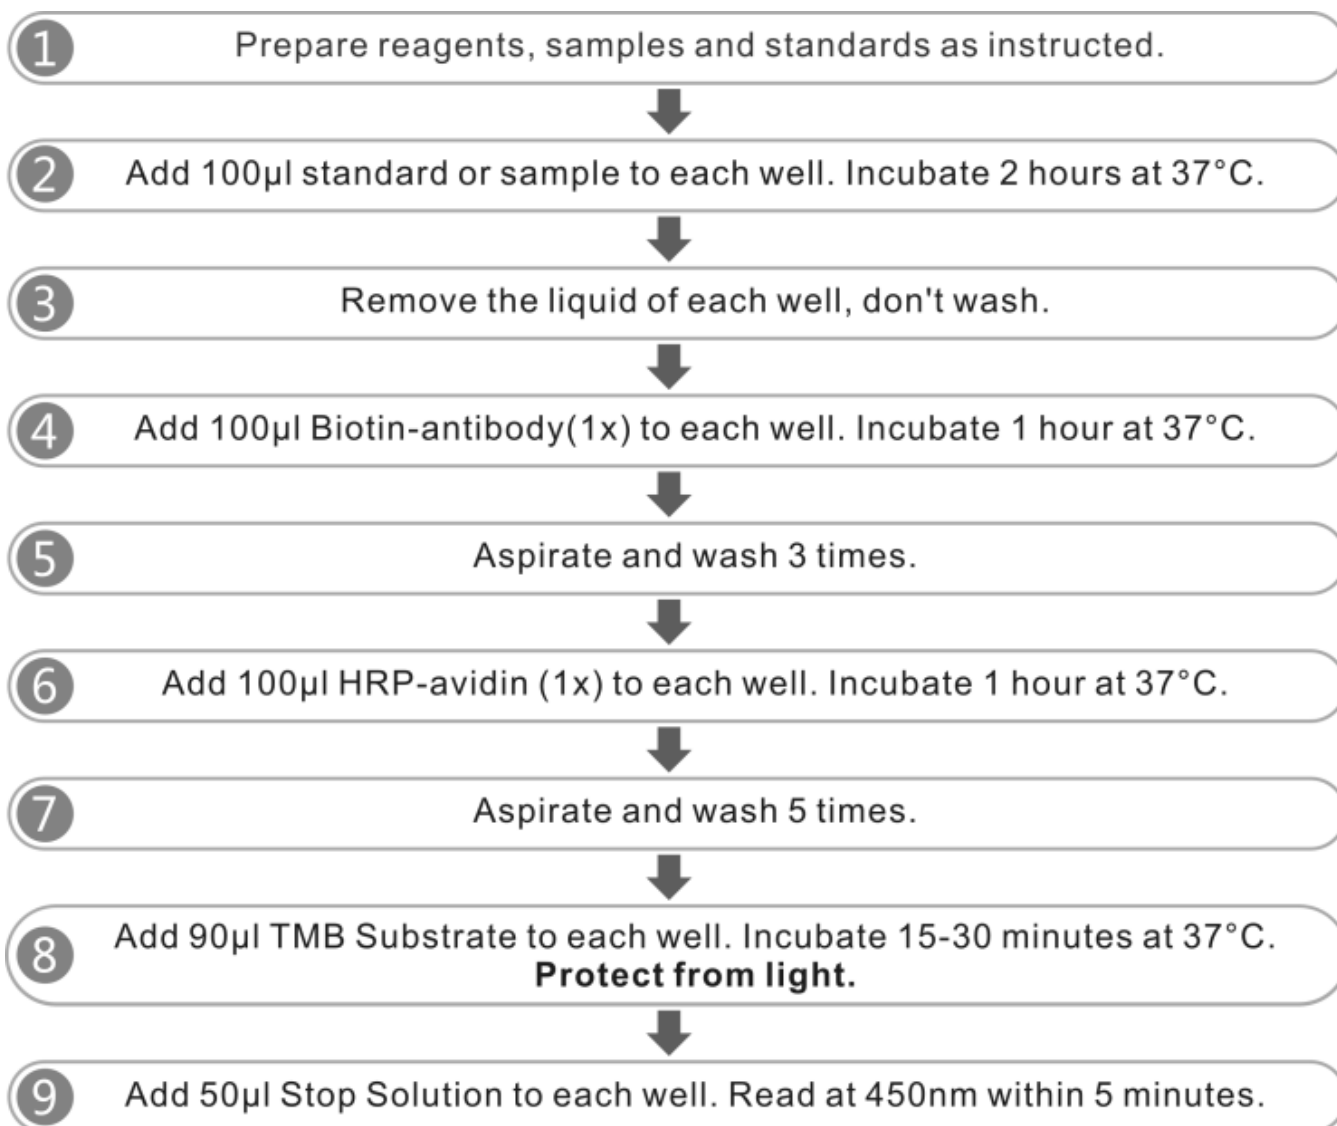 1 Prepare reagents, samples and standards as instructed.
2 Add 100µl standard or sample to each well. Incubate 2 hours at 37°C.
3 Remove the liquid of each well, don't wash.
4 Add 100µl Biotin-antibody(1x) to each well. Incubate 1 hour at 37°C.
5 Aspirate and wash 3 times.
6 Add 100µl HRP-avidin (1x) to each well. Incubate 1 hour at 37°C.
7 Aspirate and wash 5 times.
8 Add 90µl TMB Substrate to each well. Incubate 15-30 minutes at 37°C.
Protect from light.
9 Add 50µl Stop Solution to each well. Read at 450nm within 5 minutes.